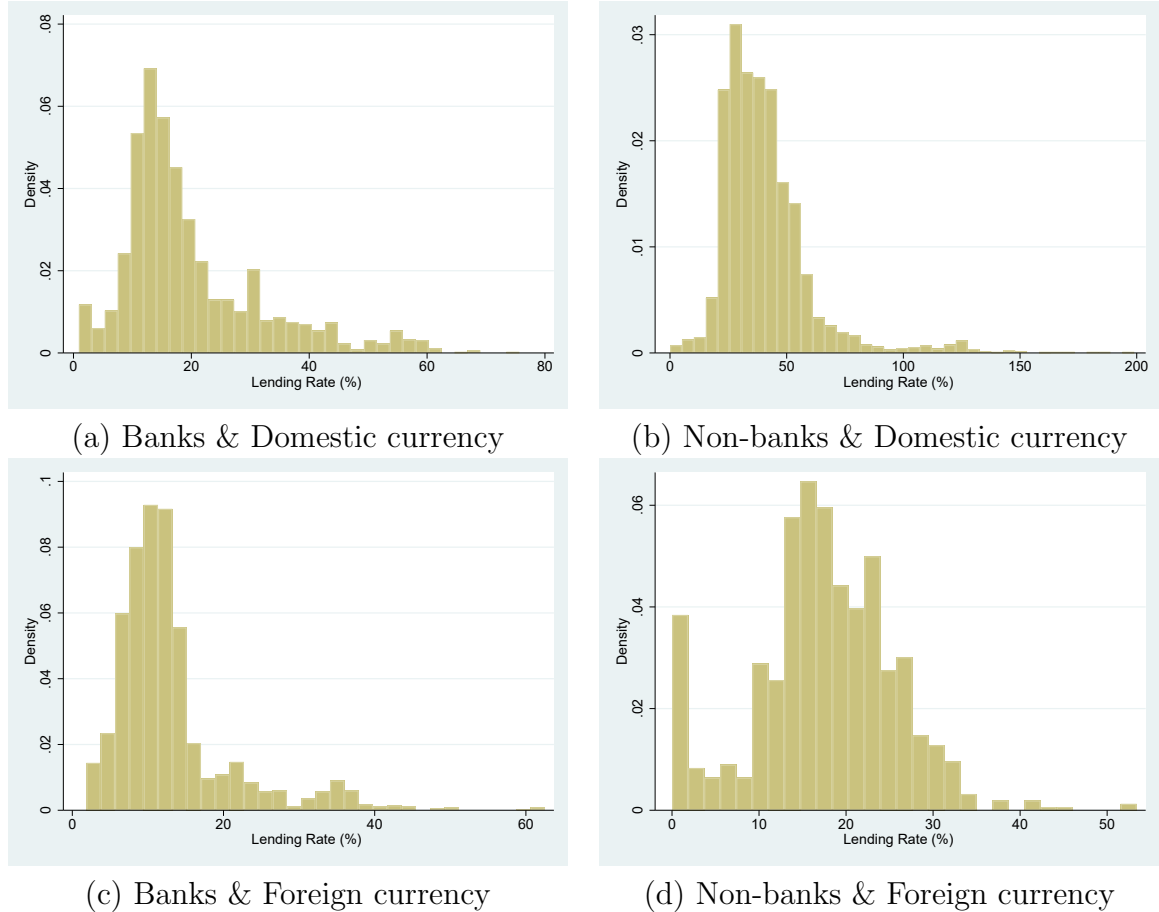 .08
.06
.04
.02
0
Density
0 20 40 60 80
Lending Rate (%)
(a) Banks & Domestic currency
.03
.02
.01
0
Density
0 50 100 150 200
Lending Rate (%)
(b) Non-banks & Domestic currency
.1
.08
.06
.04
.02
0
Density
0 20 40 60
Lending Rate (%)
(c) Banks & Foreign currency
.06
.04
.02
0
Density
0 10 20 30 40 50
Lending Rate (%)
(d) Non-banks & Foreign currency